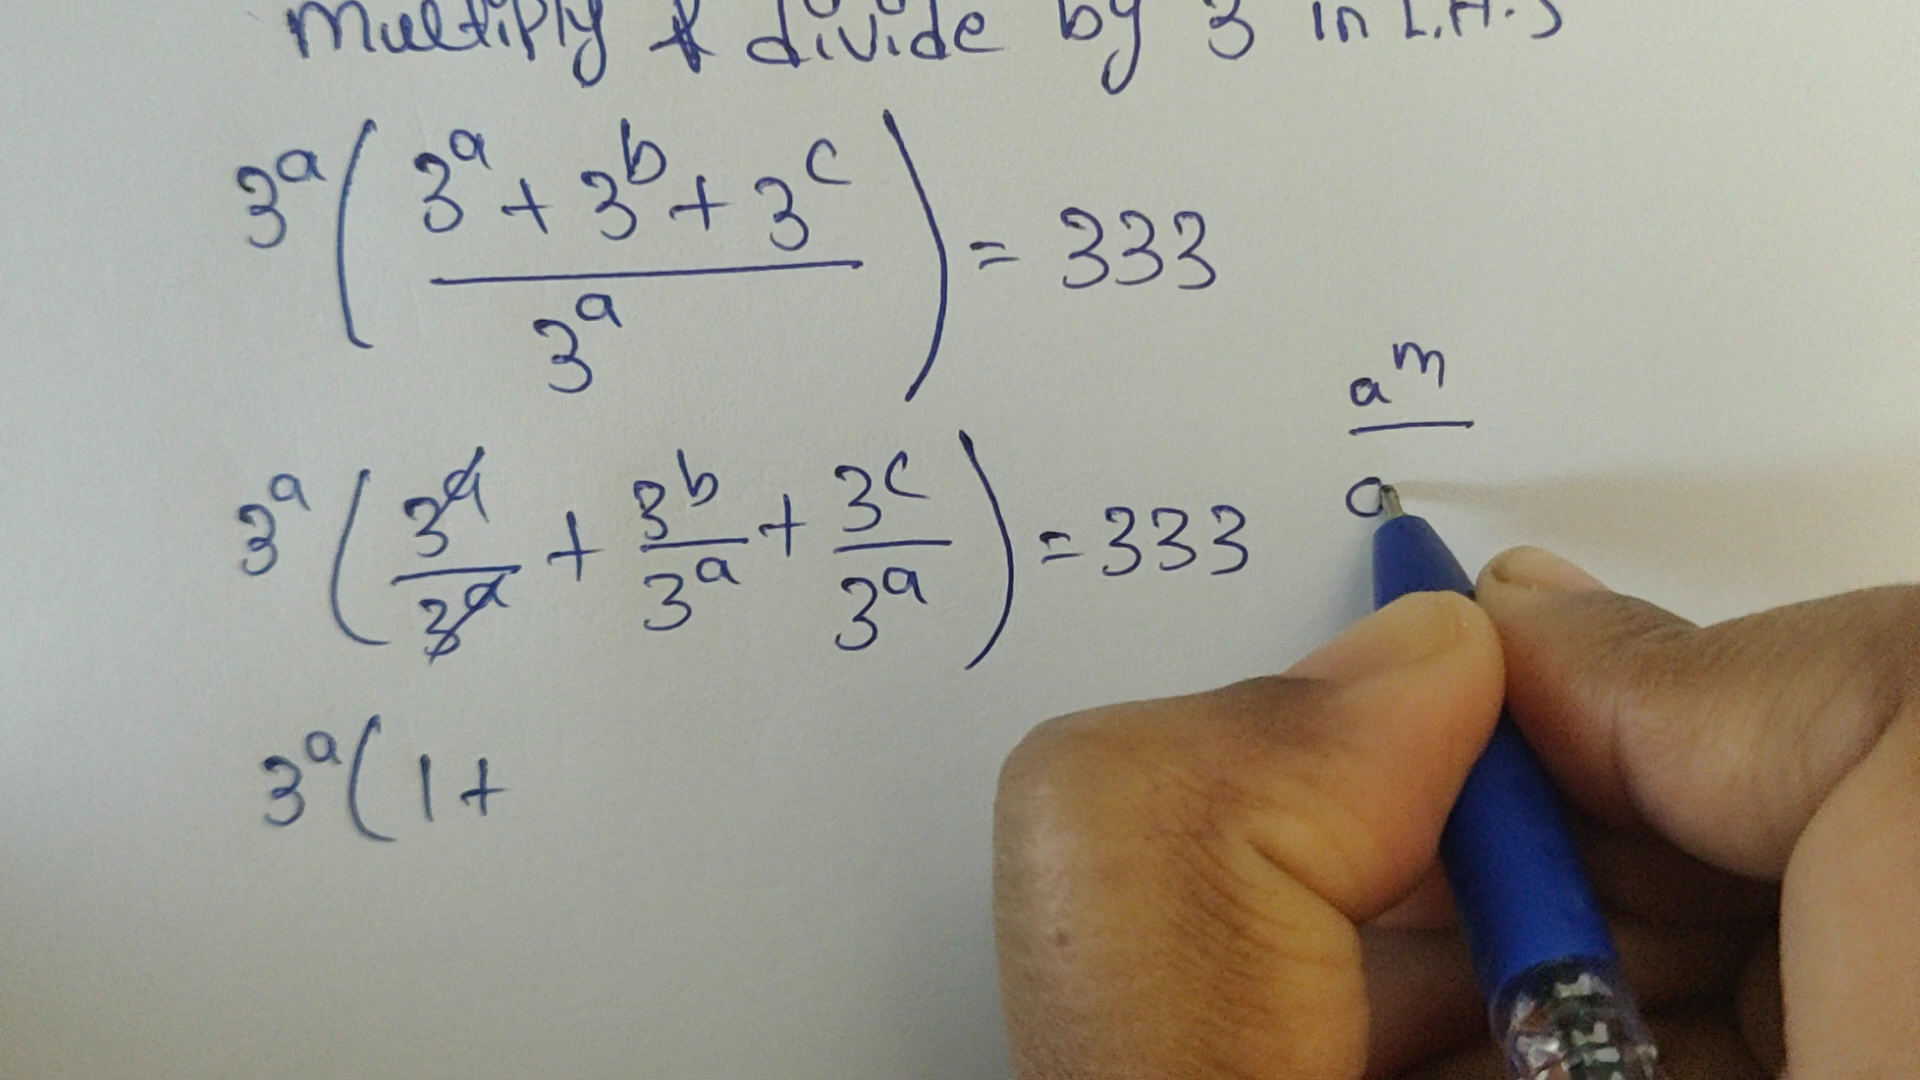 multiply & divide by 3 in L.H.S
3^a ( (3^a + 3^b + 3^c) / 3^a ) = 333
3^a ( 3^a/3^a + 3^b/3^a + 3^c/3^a ) = 333
a^m / a
3^a ( 1 +